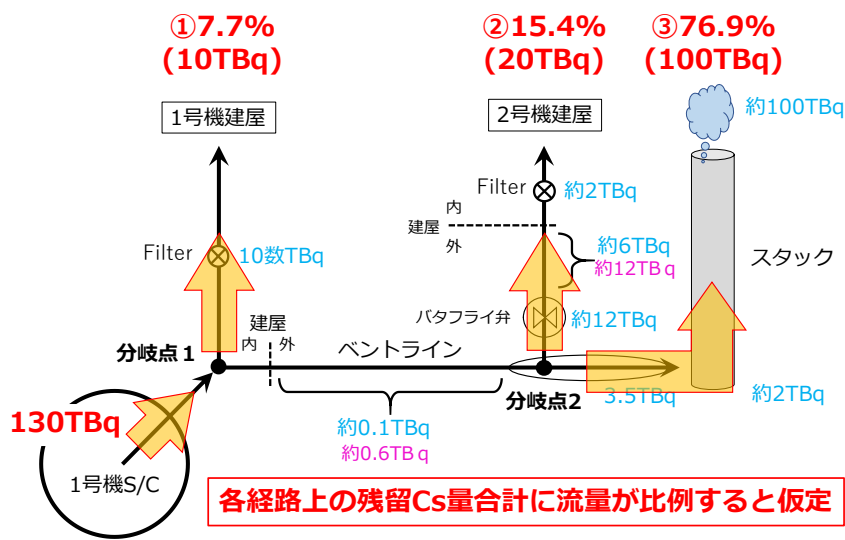 ①7.7%
(10TBq)
②15.4%
(20TBq)
③76.9%
(100TBq)
1号機建屋
2号機建屋
約100TBq
Filter
約2TBq
内
建屋
外
Filter
10数TBq
約6TBq
約12TBｑ
スタック
バタフライ弁
約12TBq
建屋
内
外
ベントライン
分岐点１
分岐点2
3.5TBq
約2TBq
130TBq
約0.1TBq
約0.6TBｑ
1号機S/C
各経路上の残留Cs量合計に流量が比例すると仮定